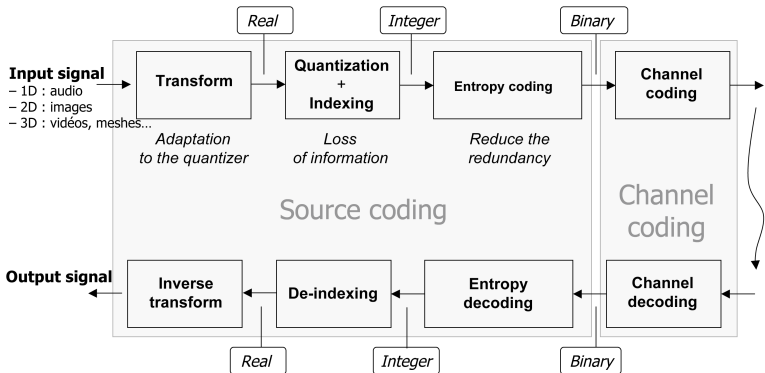 Real
Integer
Binary
Input signal
– 1D : audio
– 2D : images
– 3D : vidéos, meshes...
Transform
Quantization
+
Indexing
Entropy coding
Channel
coding
Adaptation
to the quantizer
Loss
of information
Reduce the
redundancy
Source coding
Channel
coding
Output signal
Inverse
transform
De-indexing
Entropy
decoding
Channel
decoding
Real
Integer
Binary